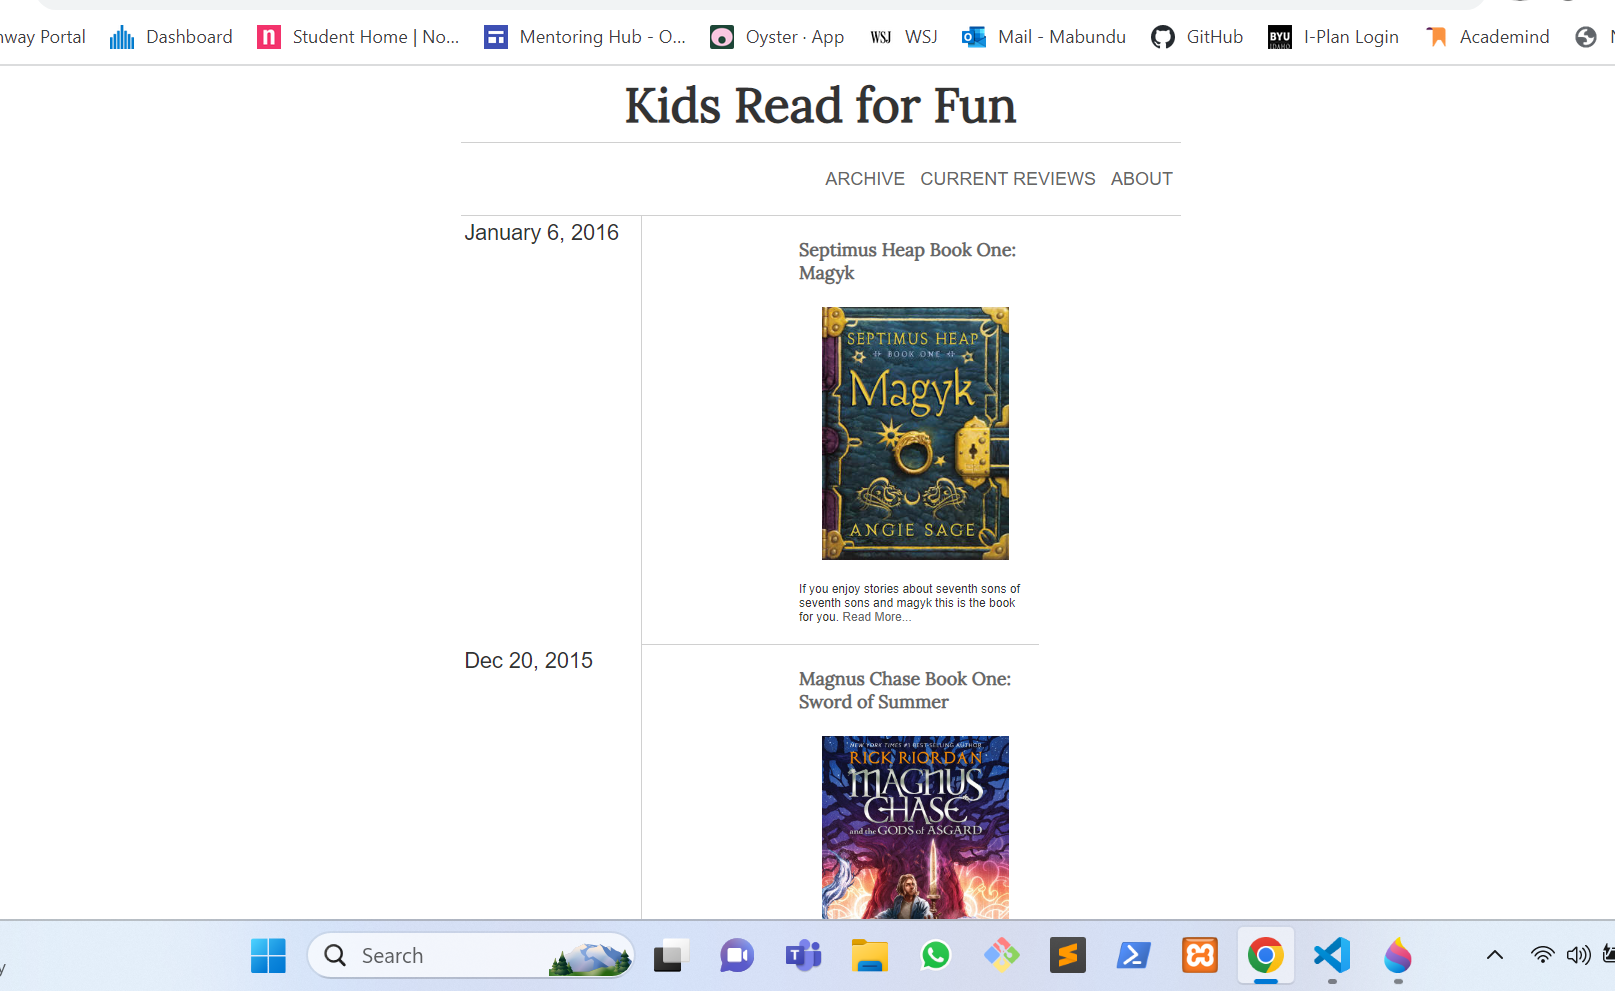 nway Portal
Dashboard
Student Home | No...
Mentoring Hub - O...
Oyster · App
WSJ WSJ
Mail - Mabundu
GitHub
BYU IDAHO I-Plan Login
Academind
Kids Read for Fun
ARCHIVE CURRENT REVIEWS ABOUT
January 6, 2016
Septimus Heap Book One:
Magyk
SEPTIMUS HEAP
BOOK ONE
Magyk
ANGIE SAGE
If you enjoy stories about seventh sons of
seventh sons and magyk this is the book
for you. Read More...
Dec 20, 2015
Magnus Chase Book One:
Sword of Summer
NEW YORK TIMES #1 BESTSELLING AUTHOR
RICK RIORDAN
MAGNUS
CHASE
and the GODS of ASGARD
Search